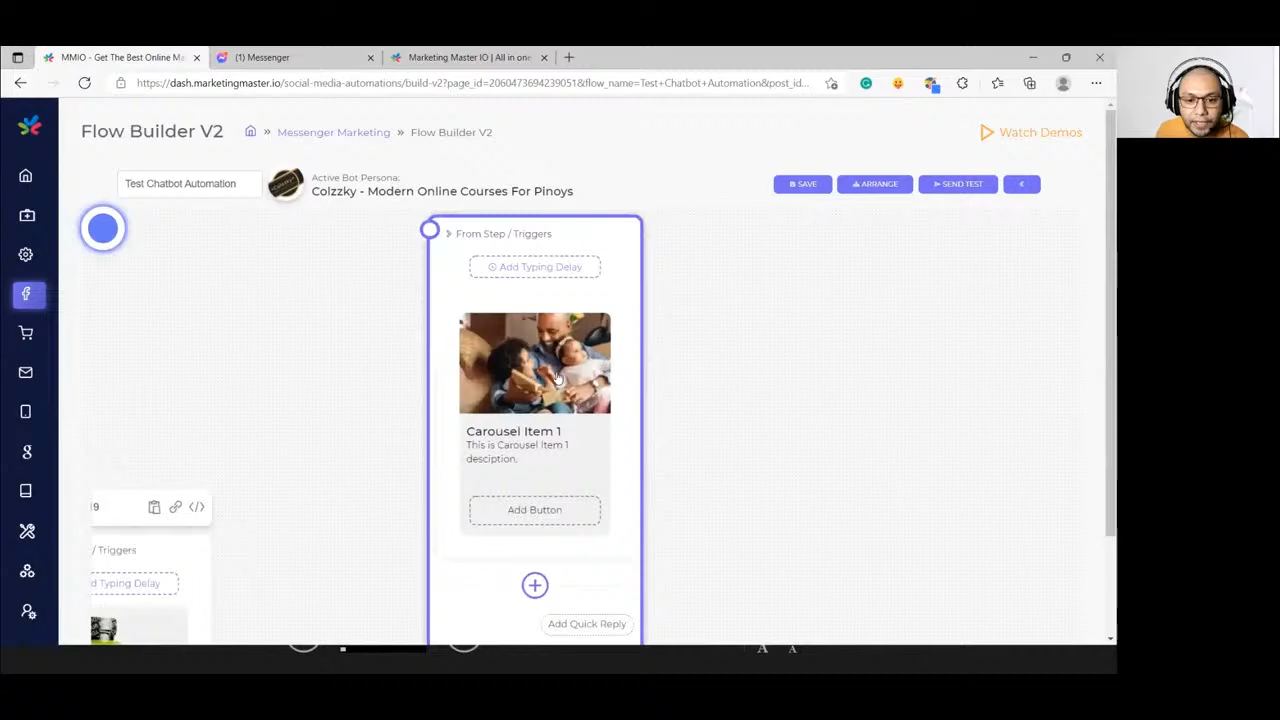 MMIO - Get The Best Online Ma
(1) Messenger
Marketing Master IO | All in one
https://dash.marketingmaster.io/social-media-automations/build-v2?page_id=2060473694239051&flow_name=Test+Chatbot+Automation&post_id...
Flow Builder V2
» Messenger Marketing » Flow Builder V2
Watch Demos
Test Chatbot Automation
Active Bot Persona:
Colzzky - Modern Online Courses For Pinoys
SAVE
ARRANGE
SEND TEST
From Step / Triggers
Add Typing Delay
Carousel Item 1
This is Carousel Item 1
desciption.
Add Button
Add Quick Reply
9
/ Triggers
d Typing Delay
A A